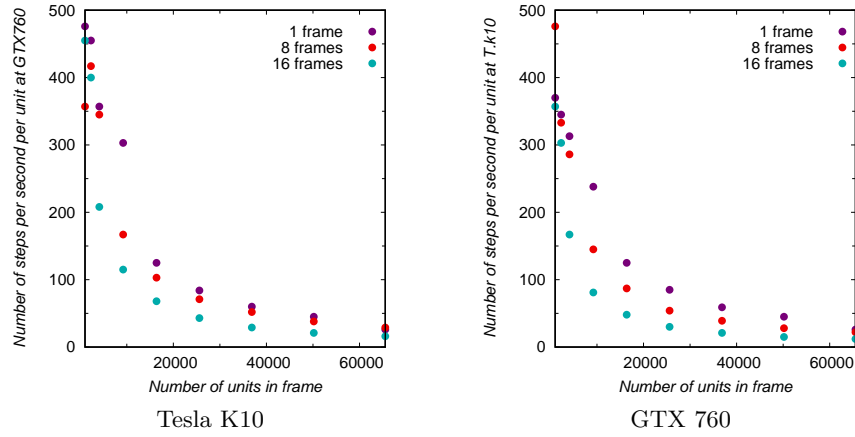 Number of steps per second per unit at GTX760
500
400
300
200
100
0
1 frame
8 frames
16 frames
20000
40000
60000
Number of units in frame
Tesla K10
Number of steps per second per unit at T.k10
500
400
300
200
100
0
1 frame
8 frames
16 frames
20000
40000
60000
Number of units in frame
GTX 760